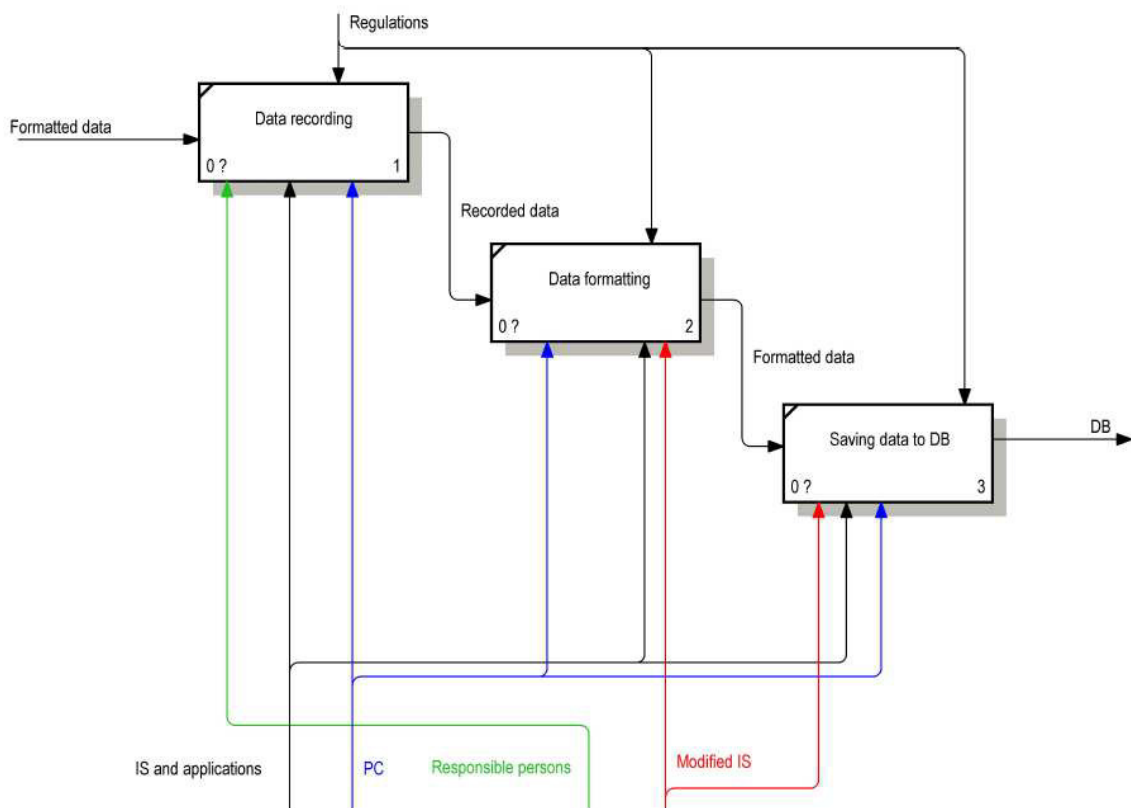 Regulations
Formatted data
Data recording
0 ?
1
Recorded data
Data formatting
0 ?
2
Formatted data
Saving data to DB
0 ?
3
DB
IS and applications
PC
Responsible persons
Modified IS